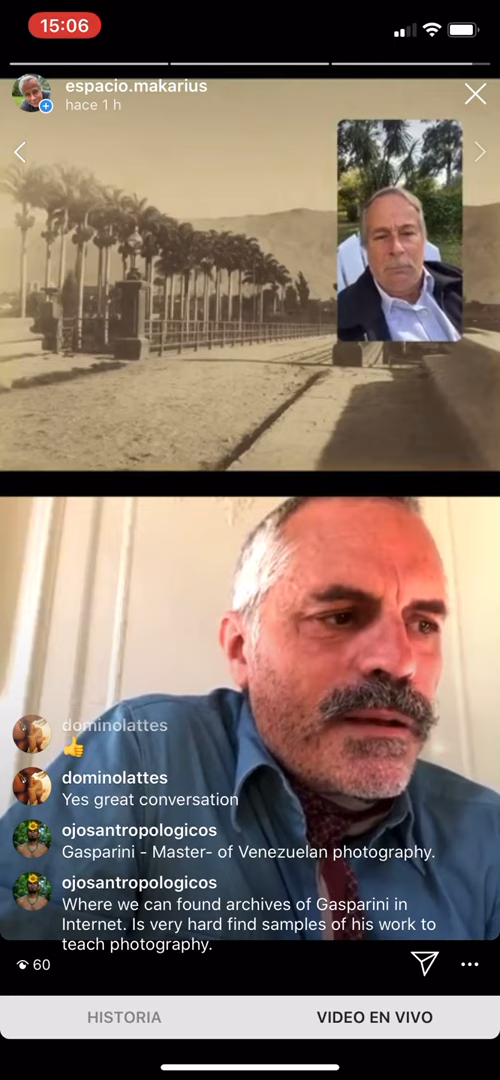 15:06
espacio.makarius
hace 1 h
dominolattes
👍
dominolattes
Yes great conversation
ojosantropologicos
Gasparini - Master- of Venezuelan photography.
ojosantropologicos
Where we can found archives of Gasparini in
Internet. Is very hard find samples of his work to
teach photography.
60
HISTORIA
VIDEO EN VIVO